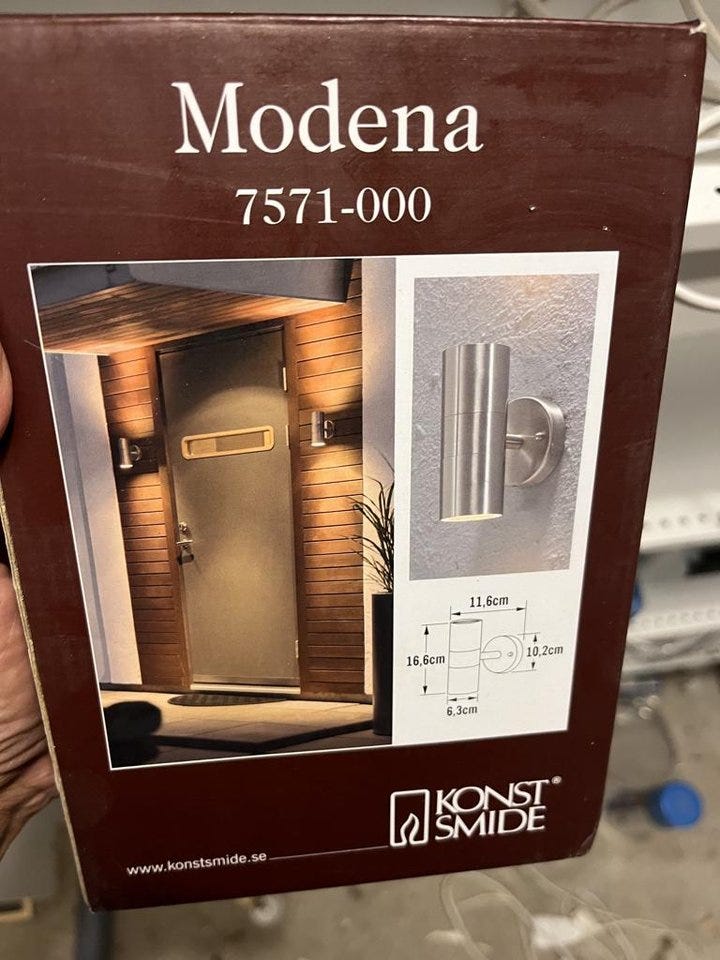 Modena
7571-000
11,6cm
16,6cm
10,2cm
6,3cm
KONST®
SMIDE
www.konstsmide.se